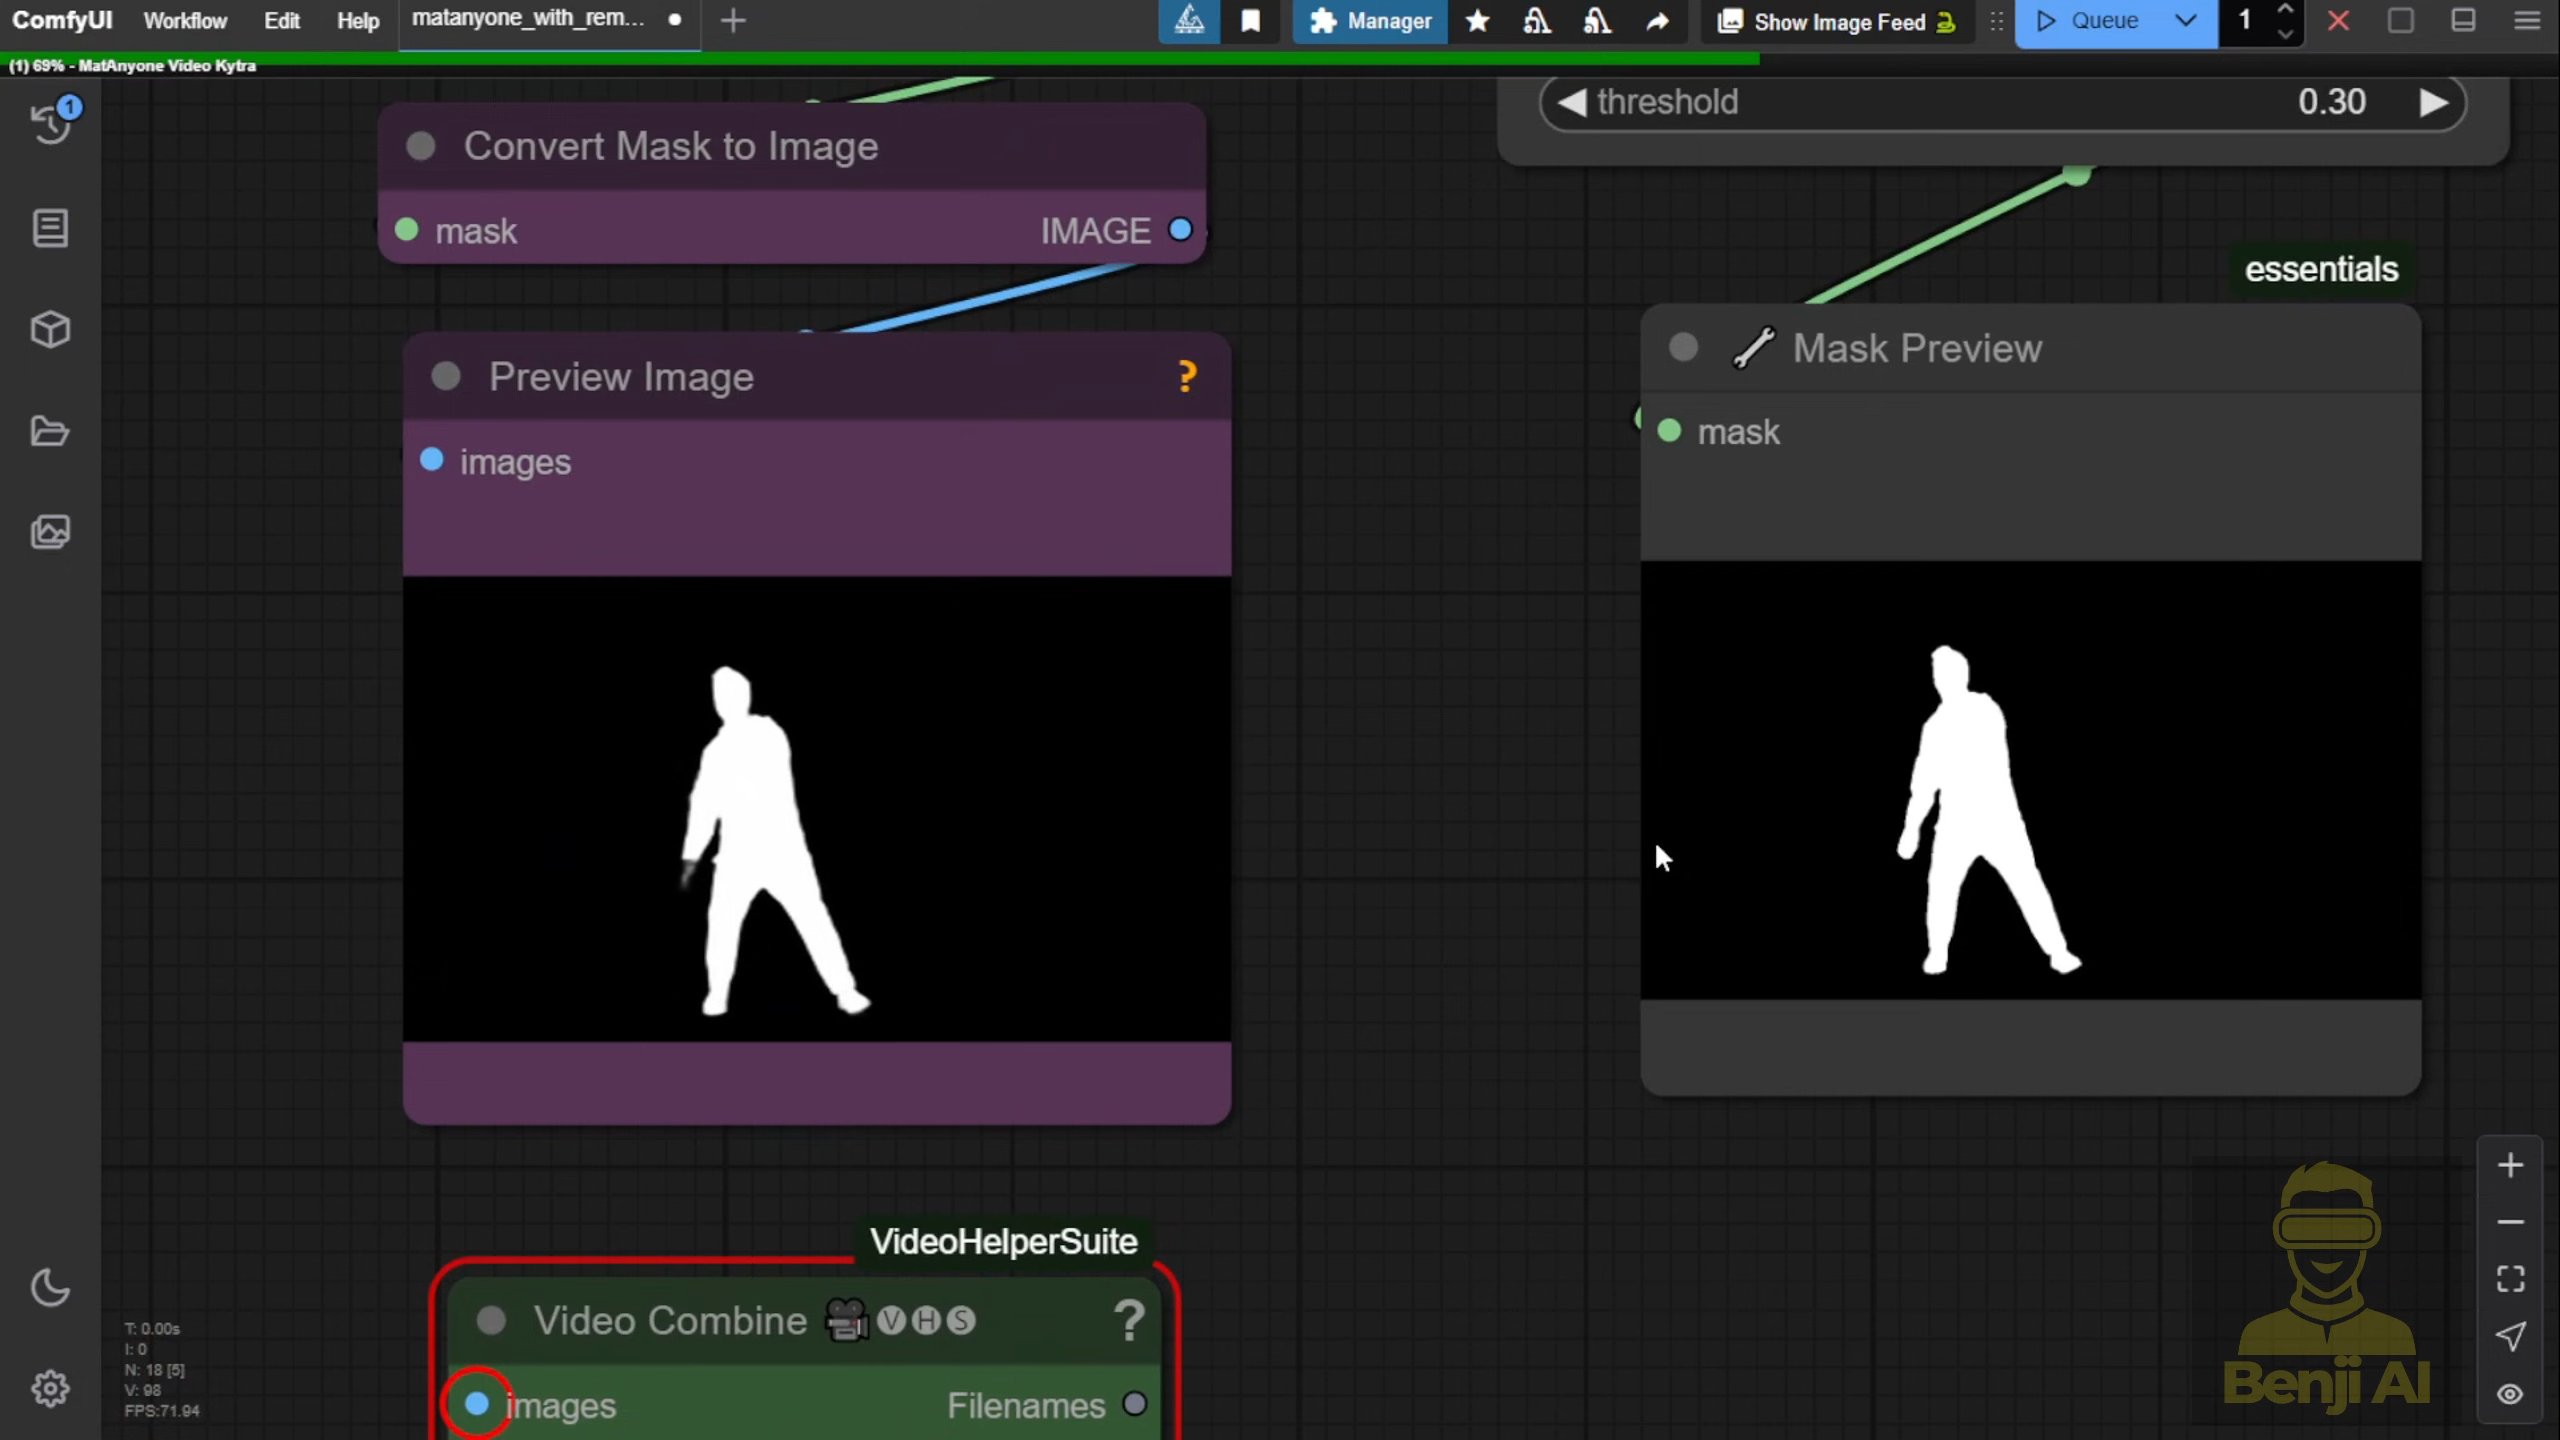 ComfyUI Workflow Edit Help matanyone_with_rem... Manager Show Image Feed Queue 1
(1) 69% - MatAnyone Video Kytra
1
threshold 0.30
Convert Mask to Image
mask IMAGE
essentials
Mask Preview
mask
Preview Image ?
images
VideoHelperSuite
Video Combine VHS ?
images Filenames
T: 0.00s
I: 0
N: 18 [5]
V: 98
FPS:71.94
Benji AI